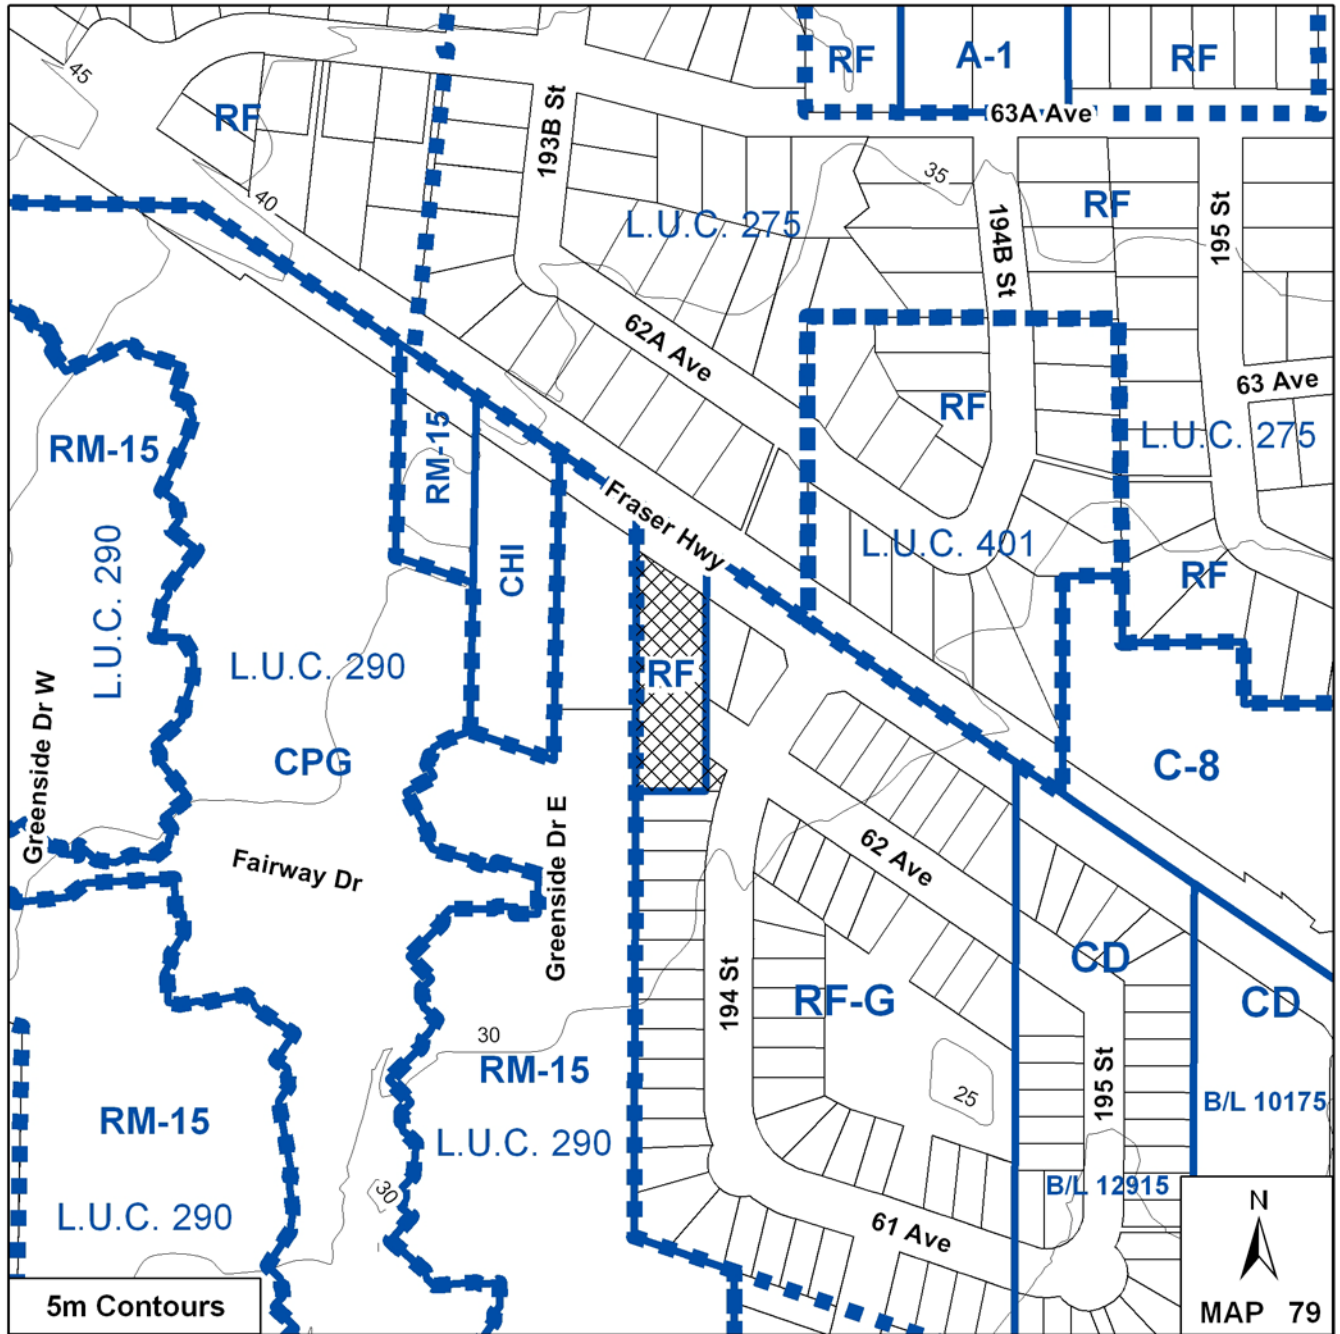 RF
A-1
RF
45
63A Ave
RF
193B St
35
40
L.U.C. 275
RF
194B St
195 St
62A Ave
63 Ave
RF
L.U.C. 275
RM-15
RM-15
Fraser Hwy
L.U.C. 401
CHI
RF
L.U.C. 290
L.U.C. 290
RF
Greenside Dr W
CPG
C-8
Fairway Dr
Greenside Dr E
62 Ave
CD
194 St
RF-G
CD
30
RM-15
195 St
25
B/L 10175
RM-15
L.U.C. 290
30
B/L 12915
L.U.C. 290
61 Ave
N
5m Contours
MAP 79